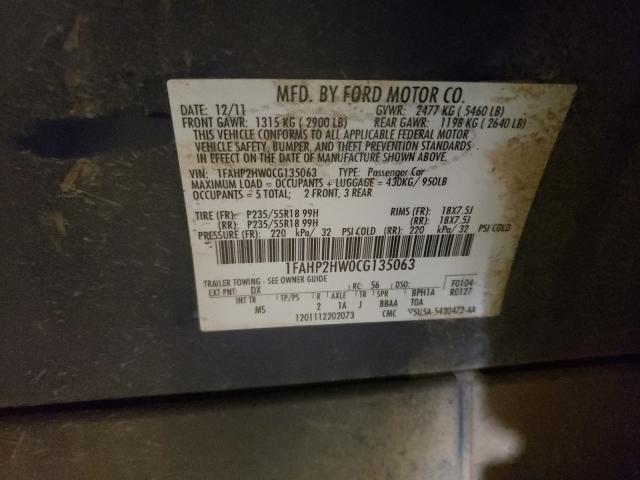 MFD. BY FORD MOTOR CO.
DATE: 12/11 GVWR: 2477 KG ( 5460 LB)
FRONT GAWR: 1315 KG ( 2900 LB) REAR GAWR: 1198 KG ( 2640 LB)
THIS VEHICLE CONFORMS TO ALL APPLICABLE FEDERAL MOTOR
VEHICLE SAFETY, BUMPER, AND THEFT PREVENTION STANDARDS
IN EFFECT ON THE DATE OF MANUFACTURE SHOWN ABOVE.
VIN: 1FAHP2HW0CG135063 TYPE: Passenger Car
MAXIMUM LOAD = OCCUPANTS + LUGGAGE = 430KG/ 950LB
OCCUPANTS = 5 TOTAL; 2 FRONT, 3 REAR
TIRE (FR): P235/55R18 99H RIMS (FR): 18X7.5J
(RR): P235/55R18 99H (RR): 18X7.5J
PRESSURE (FR): 220 kPa/ 32 PSI COLD (RR): 220 kPa/ 32 PSI COLD
1FAHP2HW0CG135063
TRAILER TOWING - SEE OWNER GUIDE
EXT PNT: DX RC: 56 DSO: F0104
INT TR TP/PS R AXLE TR SPR BPH1A R0127
M5 2 1A J BBAA TOA
1201112202073 CMC